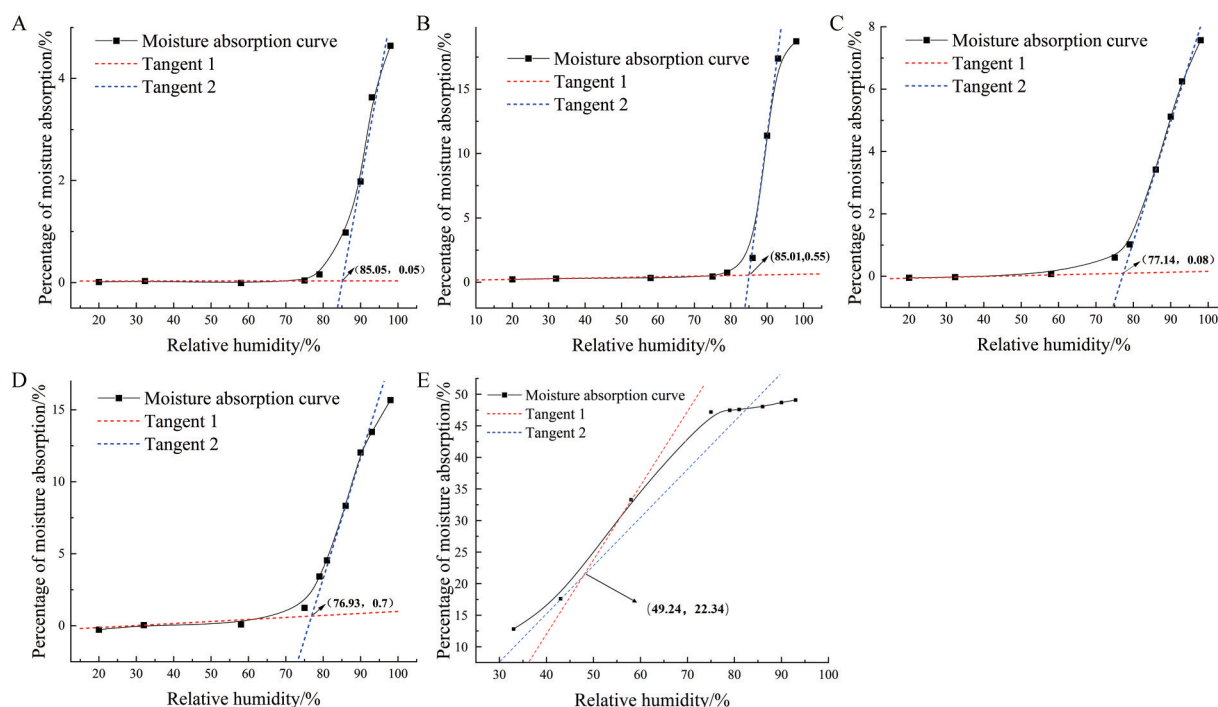 A
Moisture absorption curve
Tangent 1
Tangent 2
Percentage of moisture absorption/%
4
2
0
(85.05, 0.05)
20 30 40 50 60 70 80 90 100
Relative humidity/%
B
Moisture absorption curve
Tangent 1
Tangent 2
Percentage of moisture absorption/%
15
10
5
0
(85.01,0.55)
10 20 30 40 50 60 70 80 90 100
Relative humidity/%
C
Moisture absorption curve
Tangent 1
Tangent 2
Percentage of moisture absorption/%
8
6
4
2
0
(77.14, 0.08)
20 30 40 50 60 70 80 90 100
Relative humidity/%
D
Moisture absorption curve
Tangent 1
Tangent 2
Percentage of moisture absorption/%
15
10
5
0
(76.93, 0.7)
20 30 40 50 60 70 80 90 100
Relative humidity/%
E
Moisture absorption curve
Tangent 1
Tangent 2
Percentage of moisture absorption/%
50
45
40
35
30
25
20
15
10
(49.24, 22.34)
30 40 50 60 70 80 90 100
Relative humidity/%